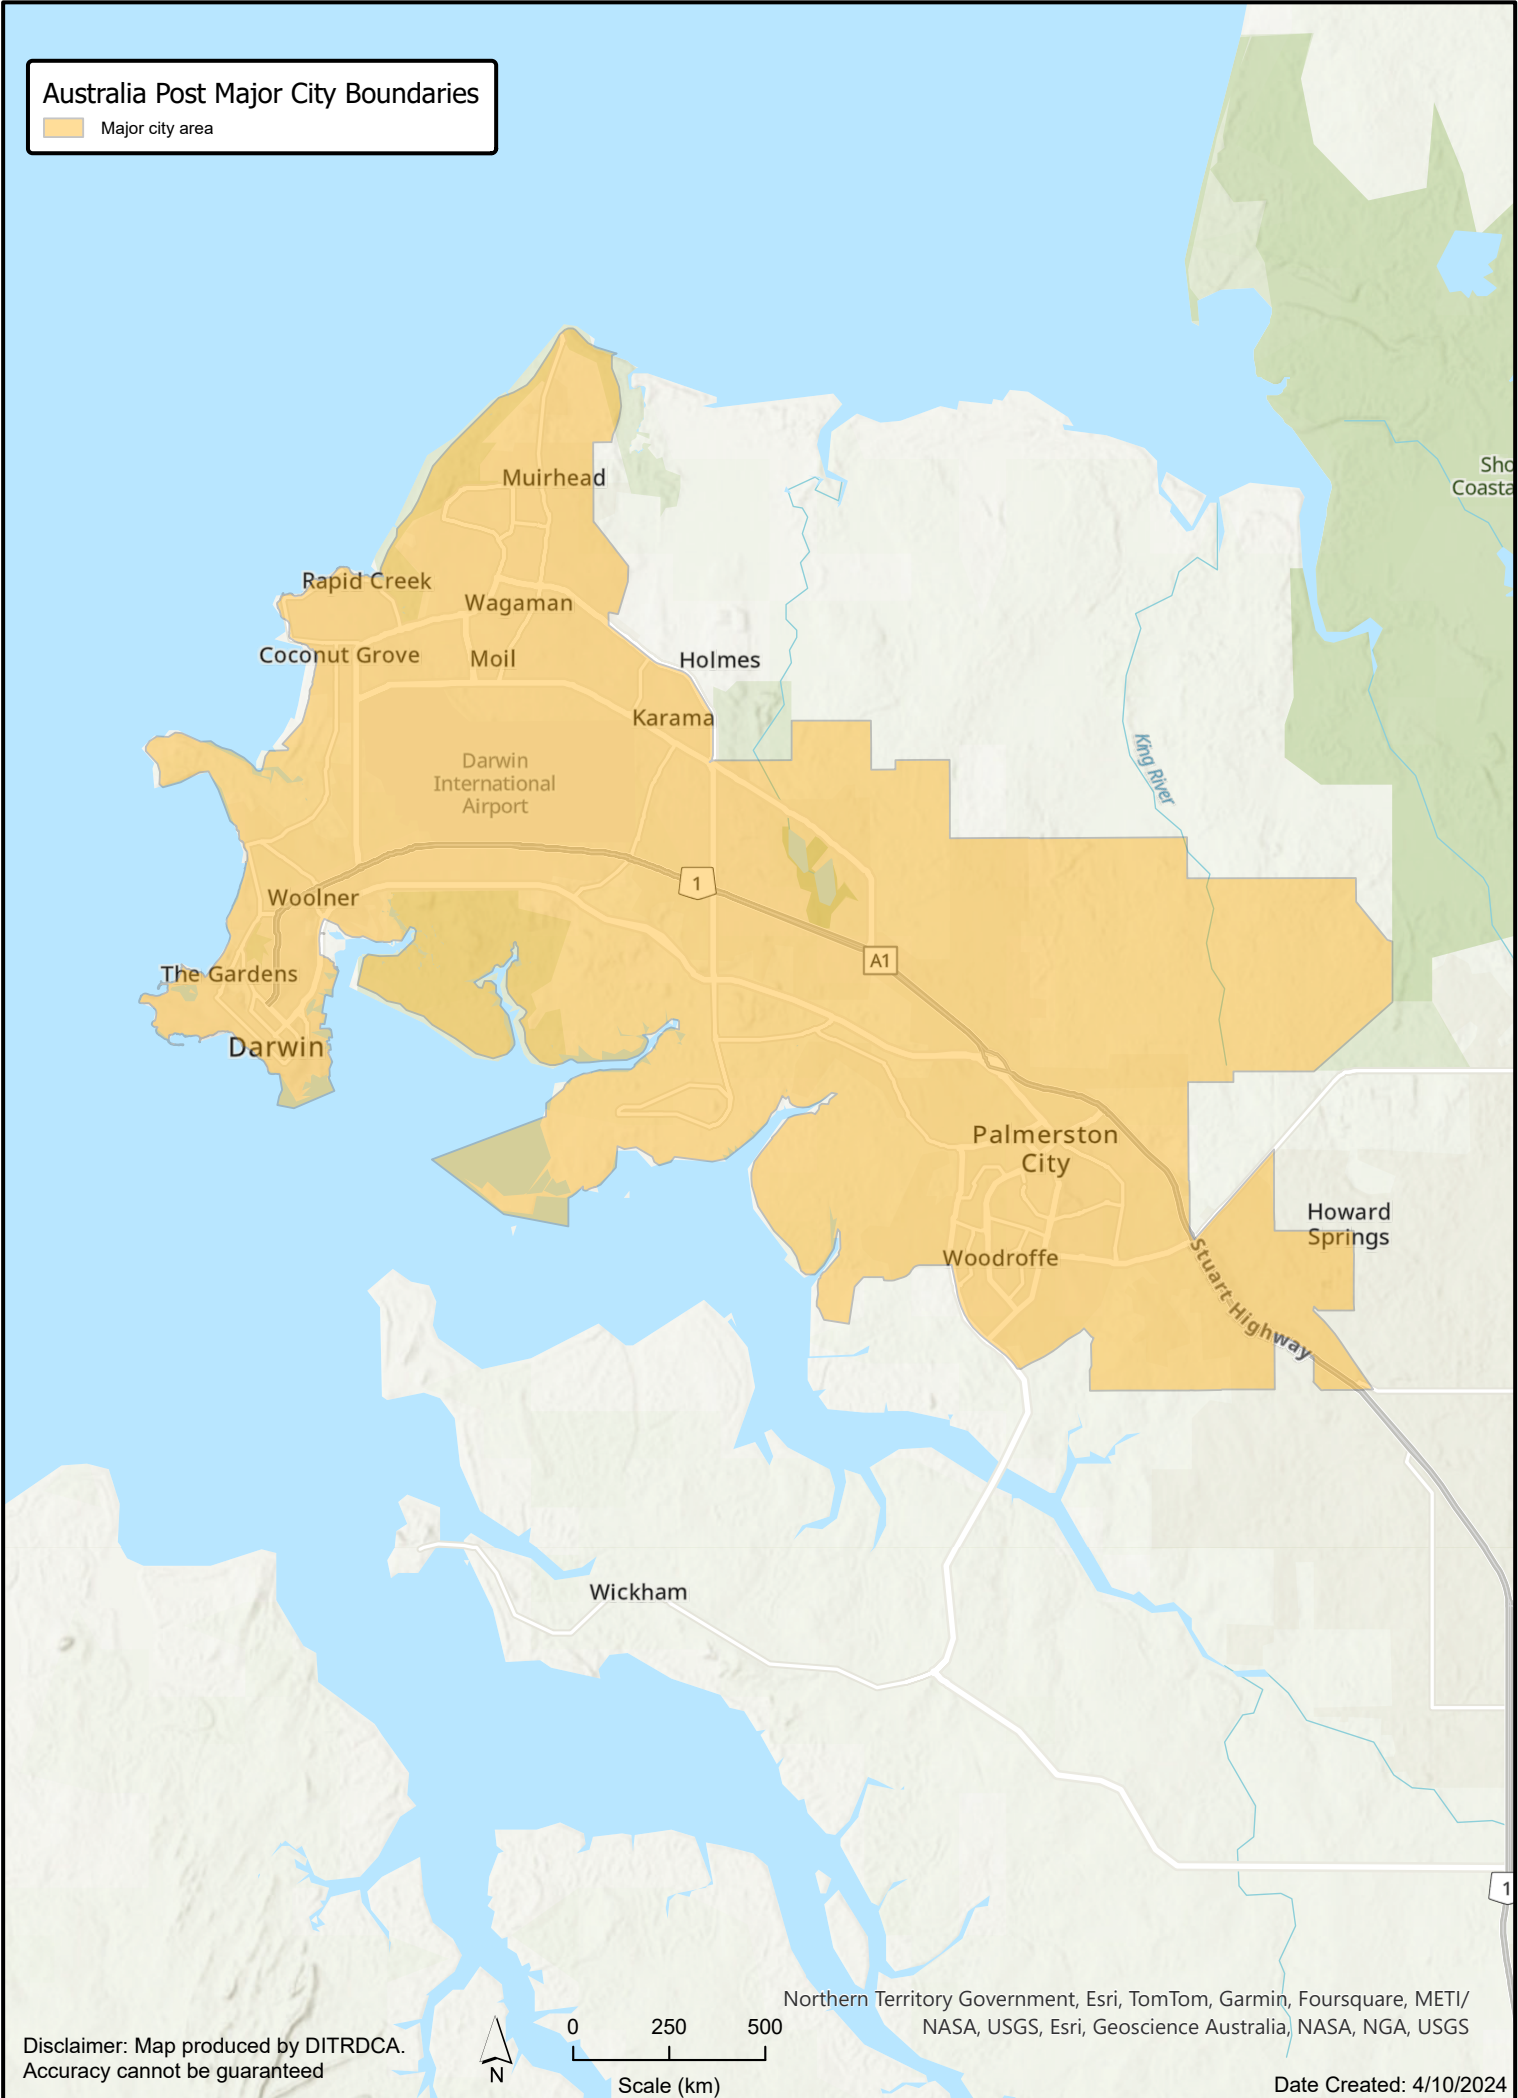 Australia Post Major City Boundaries
Major city area
Sho
Coasta
Muirhead
Rapid Creek
Wagaman
Coconut Grove
Moil
Holmes
Karama
King River
Darwin
International
Airport
1
Woolner
A1
The Gardens
Darwin
Palmerston
City
Howard
Springs
Woodroffe
Stuart Highway
Wickham
1
Northern Territory Government, Esri, TomTom, Garmin, Foursquare, METI/
NASA, USGS, Esri, Geoscience Australia, NASA, NGA, USGS
Disclaimer: Map produced by DITRDCA.
Accuracy cannot be guaranteed
N
0 250 500
Scale (km)
Date Created: 4/10/2024